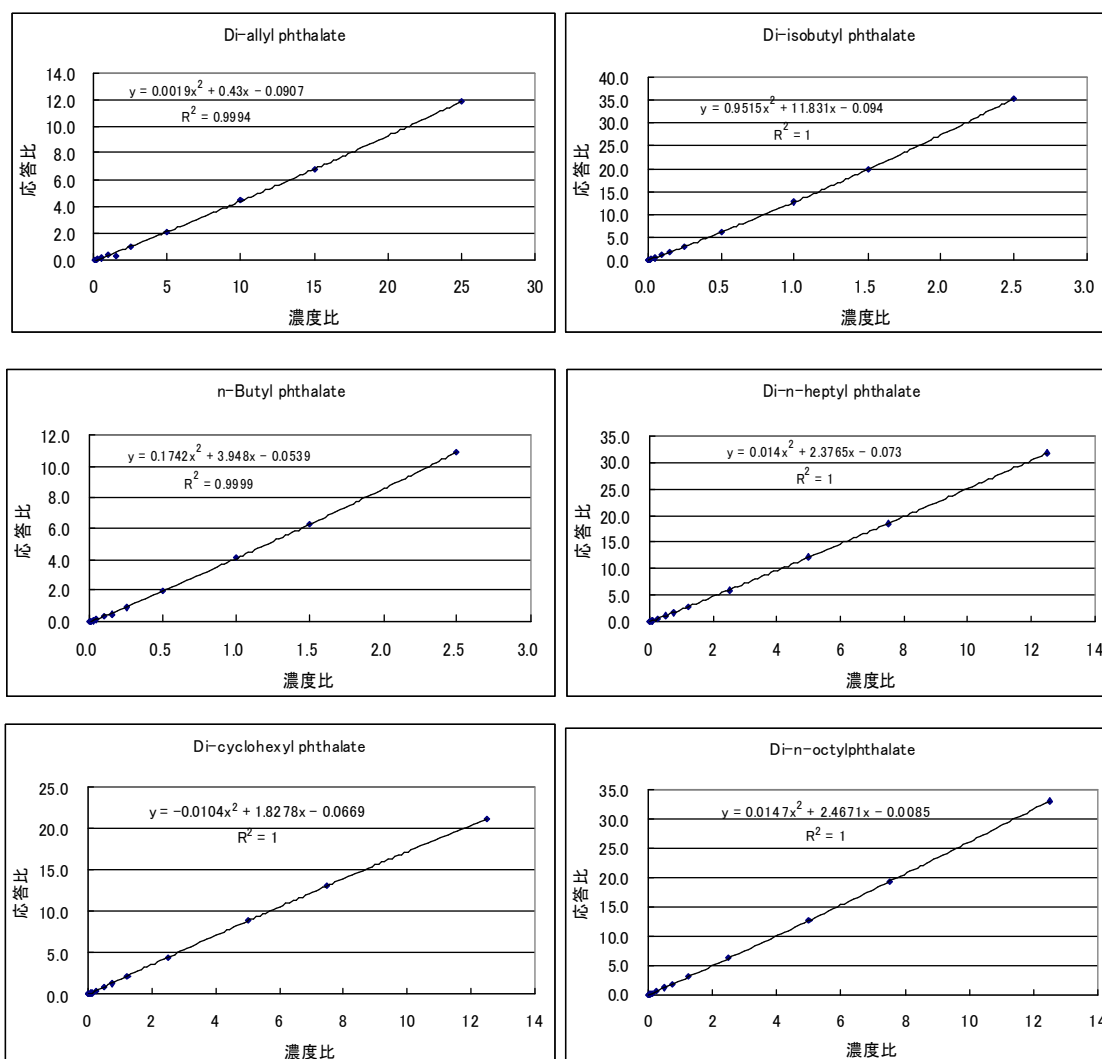 Di-allyl phthalate
y = 0.0019x² + 0.43x - 0.0907
R² = 0.9994
14.0
12.0
10.0
8.0
6.0
4.0
2.0
0.0
0 5 10 15 20 25 30
応答比
濃度比
Di-isobutyl phthalate
y = 0.9515x² + 11.831x - 0.094
R² = 1
40.0
35.0
30.0
25.0
20.0
15.0
10.0
5.0
0.0
0.0 0.5 1.0 1.5 2.0 2.5 3.0
応答比
濃度比
n-Butyl phthalate
y = 0.1742x² + 3.948x - 0.0539
R² = 0.9999
12.0
10.0
8.0
6.0
4.0
2.0
0.0
0.0 0.5 1.0 1.5 2.0 2.5 3.0
応答比
濃度比
Di-n-heptyl phthalate
y = 0.014x² + 2.3765x - 0.073
R² = 1
35.0
30.0
25.0
20.0
15.0
10.0
5.0
0.0
0 2 4 6 8 10 12 14
応答比
濃度比
Di-cyclohexyl phthalate
y = -0.0104x² + 1.8278x - 0.0669
R² = 1
25.0
20.0
15.0
10.0
5.0
0.0
0 2 4 6 8 10 12 14
応答比
濃度比
Di-n-octylphthalate
y = 0.0147x² + 2.4671x - 0.0085
R² = 1
35.0
30.0
25.0
20.0
15.0
10.0
5.0
0.0
0 2 4 6 8 10 12 14
応答比
濃度比